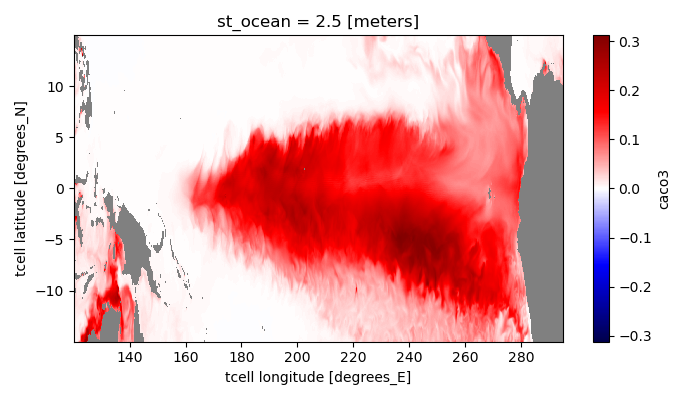 st_ocean = 2.5 [meters]
10
5
0
−5
−10
tcell latitude [degrees_N]
140 160 180 200 220 240 260 280
tcell longitude [degrees_E]
0.3
0.2
0.1
0.0
−0.1
−0.2
−0.3
caco3